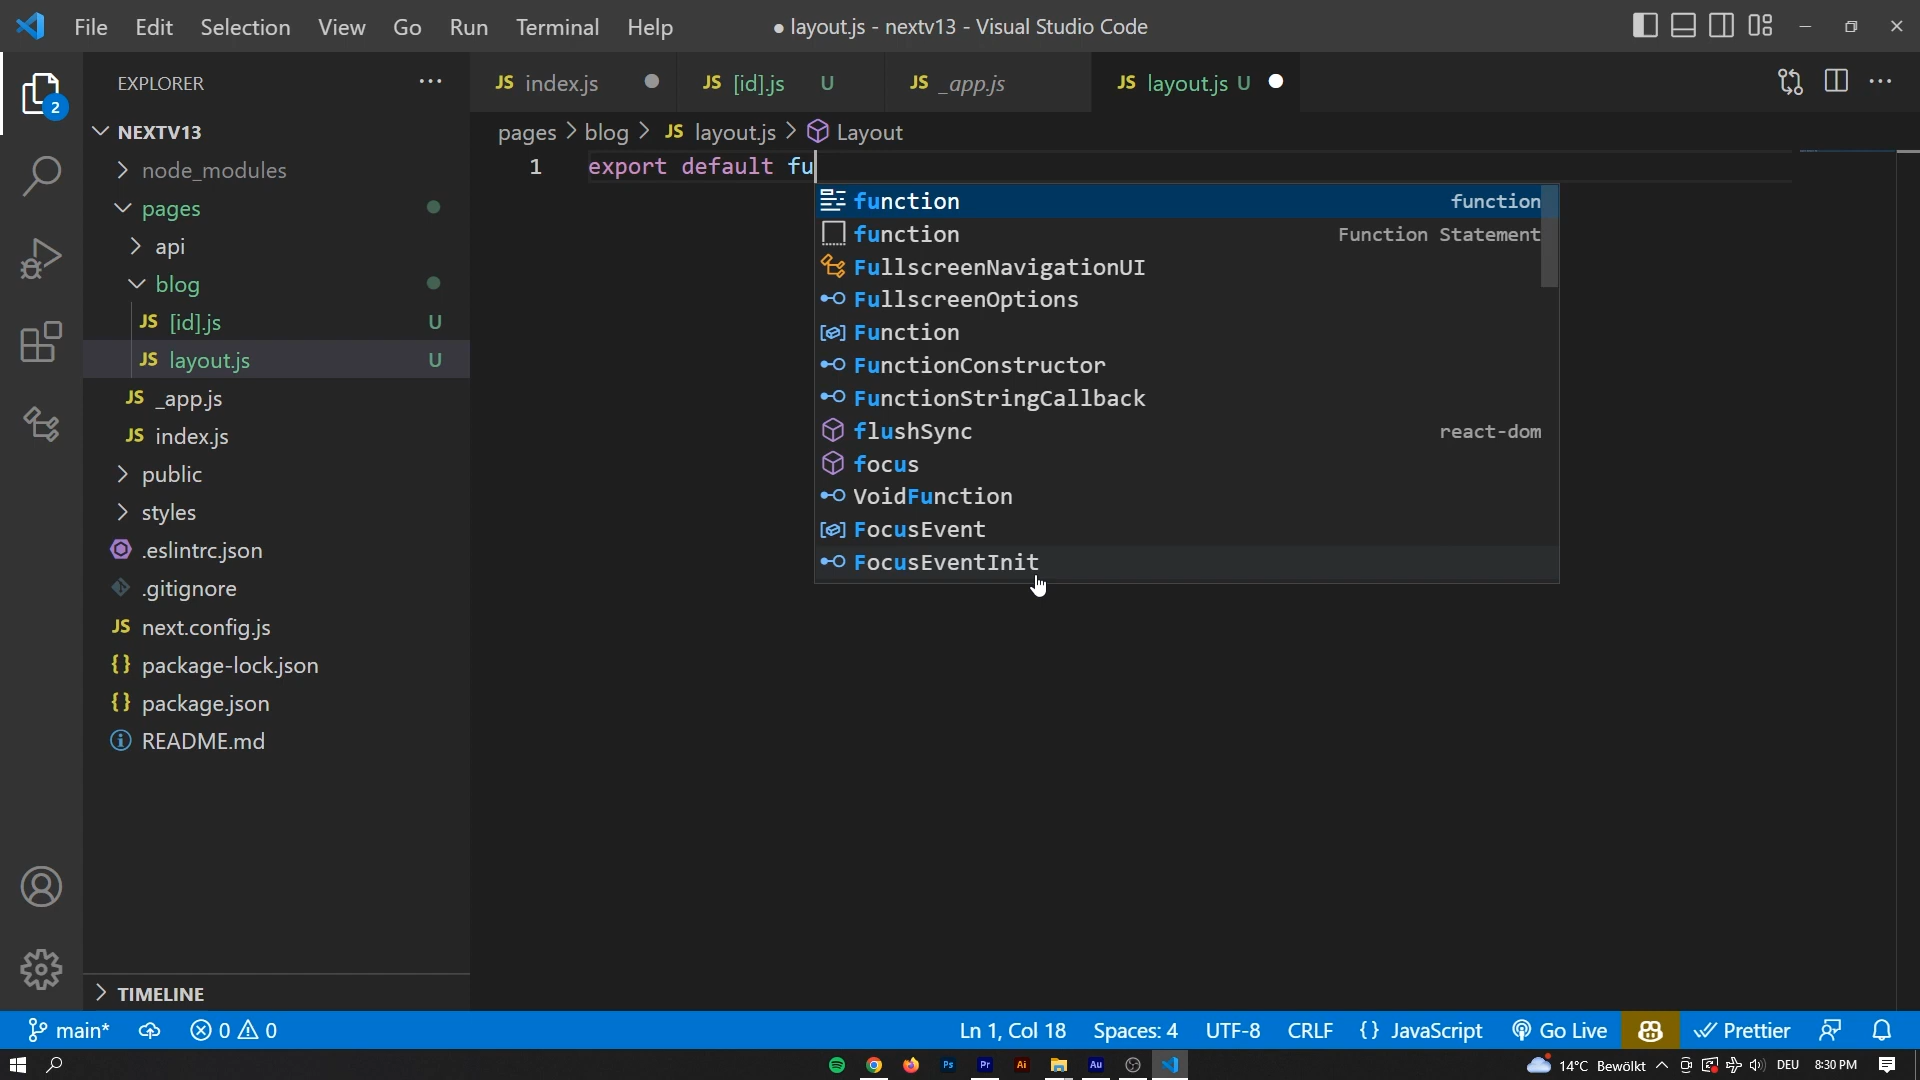 File Edit Selection View Go Run Terminal Help
● layout.js - nextv13 - Visual Studio Code
EXPLORER
JS index.js
JS [id].js U
JS _app.js
JS layout.js U
2
NEXTV13
node_modules
pages
api
blog
JS [id].js U
JS layout.js U
JS _app.js
JS index.js
public
styles
.eslintrc.json
.gitignore
JS next.config.js
{} package-lock.json
{} package.json
README.md
TIMELINE
pages > blog > JS layout.js > Layout
1 export default fu
function function
function Function Statement
FullscreenNavigationUI
FullscreenOptions
Function
FunctionConstructor
FunctionStringCallback
flushSync react-dom
focus
VoidFunction
FocusEvent
FocusEventInit
main* 0 0
Ln 1, Col 18 Spaces: 4 UTF-8 CRLF {} JavaScript Go Live Prettier
Ps Pr Ai Au
14°C Bewölkt DEU 8:30 PM